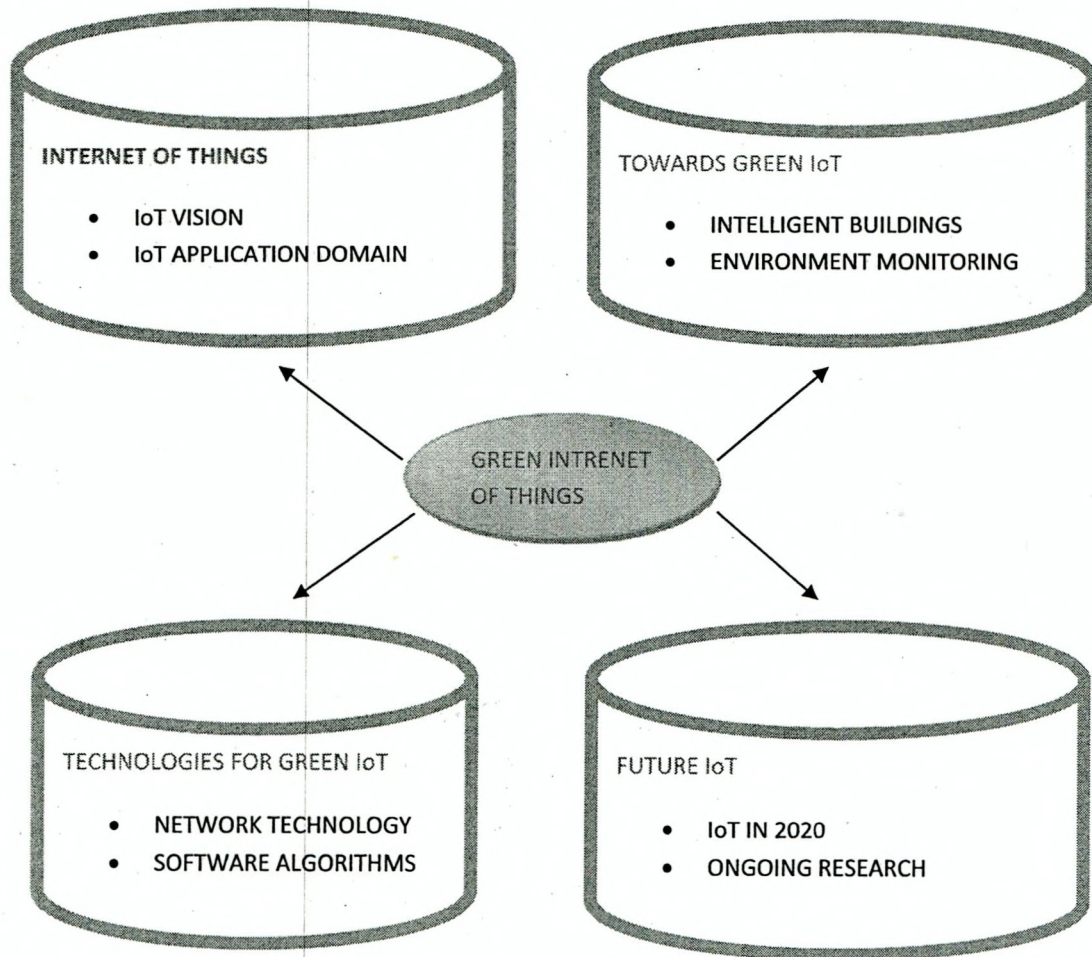 INTERNET OF THINGS
• IoT VISION
• IoT APPLICATION DOMAIN
TOWARDS GREEN IoT
• INTELLIGENT BUILDINGS
• ENVIRONMENT MONITORING
GREEN INTRENET
OF THINGS
TECHNOLOGIES FOR GREEN IoT
• NETWORK TECHNOLOGY
• SOFTWARE ALGORITHMS
FUTURE IoT
• IoT IN 2020
• ONGOING RESEARCH